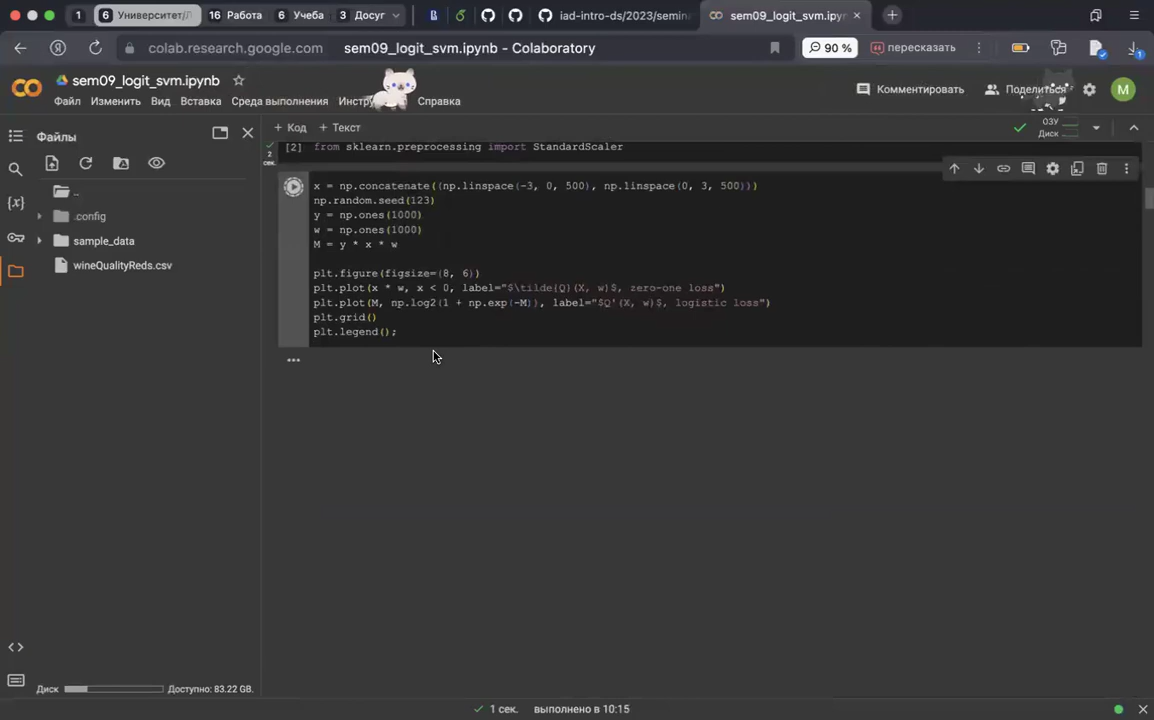 1
6 Университет/
16 Работа
6 Учеба
3 Досуг
iad-intro-ds/2023/semina
sem09_logit_svm.ipyn
colab.research.google.com
sem09_logit_svm.ipynb - Colaboratory
90 %
пересказать
1
sem09_logit_svm.ipynb
Файл
Изменить
Вид
Вставка
Среда выполнения
Справка
Комментировать
Поделиться
M
Файлы
+ Код
+ Текст
ОЗУ
Диск
..
.config
sample_data
wineQualityReds.csv
2
сек.
[2] from sklearn.preprocessing import StandardScaler
x = np.concatenate((np.linspace(-3, 0, 500), np.linspace(0, 3, 500)))
np.random.seed(123)
y = np.ones(1000)
w = np.ones(1000)
M = y * x * w
plt.figure(figsize=(8, 6))
plt.plot(x * w, x < 0, label="$\tilde{Q}(X, w)$, zero-one loss")
plt.plot(M, np.log2(1 + np.exp(-M)), label="$Q'(X, w)$, logistic loss")
plt.grid()
plt.legend();
Диск
Доступно: 83.22 GB.
1 сек.
выполнено в 10:15